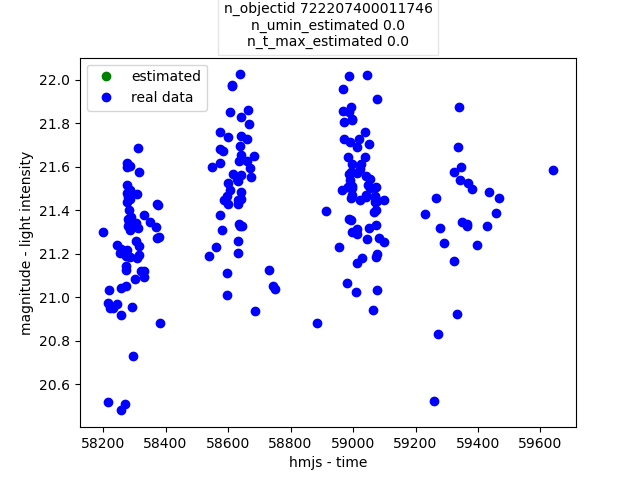 n_objectid 722207400011746
n_umin_estimated 0.0
n_t_max_estimated 0.0
estimated
real data
22.0
21.8
21.6
21.4
21.2
21.0
20.8
20.6
magnitude - light intensity
58200 58400 58600 58800 59000 59200 59400 59600
hmjs - time